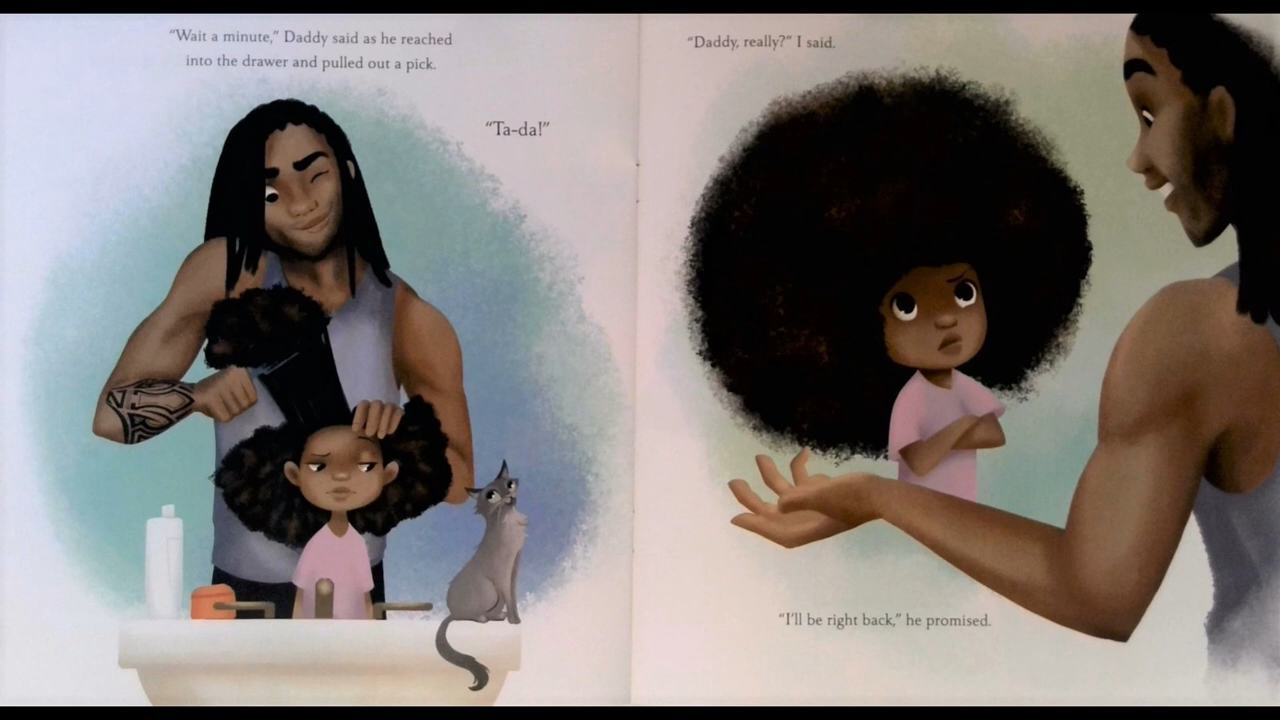 “Wait a minute,” Daddy said as he reached
into the drawer and pulled out a pick.
“Ta-da!”
“Daddy, really?” I said.
“I’ll be right back,” he promised.